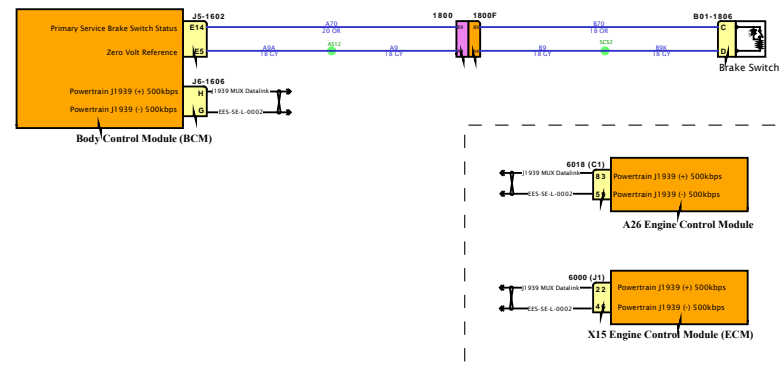 J5-1602
1800
1800F
B01-1806
Primary Service Brake Switch Status
E14
A70
20 OR
B70
18 OR
C
Zero Volt Reference
E5
A9A
18 GY
AS12
A9
18 GY
B9
18 GY
SCS2
B9K
18 GY
D
Brake Switch
J6-1606
Powertrain J1939 (+) 500kbps
H
J1939 MUX Datalink
Powertrain J1939 (-) 500kbps
G
EES-SE-L-0002
Body Control Module (BCM)
6018 (C1)
J1939 MUX Datalink
83
Powertrain J1939 (+) 500kbps
EES-SE-L-0002
Powertrain J1939 (-) 500kbps
A26 Engine Control Module
6000 (J1)
J1939 MUX Datalink
22
Powertrain J1939 (+) 500kbps
EES-SE-L-0002
Powertrain J1939 (-) 500kbps
X15 Engine Control Module (ECM)